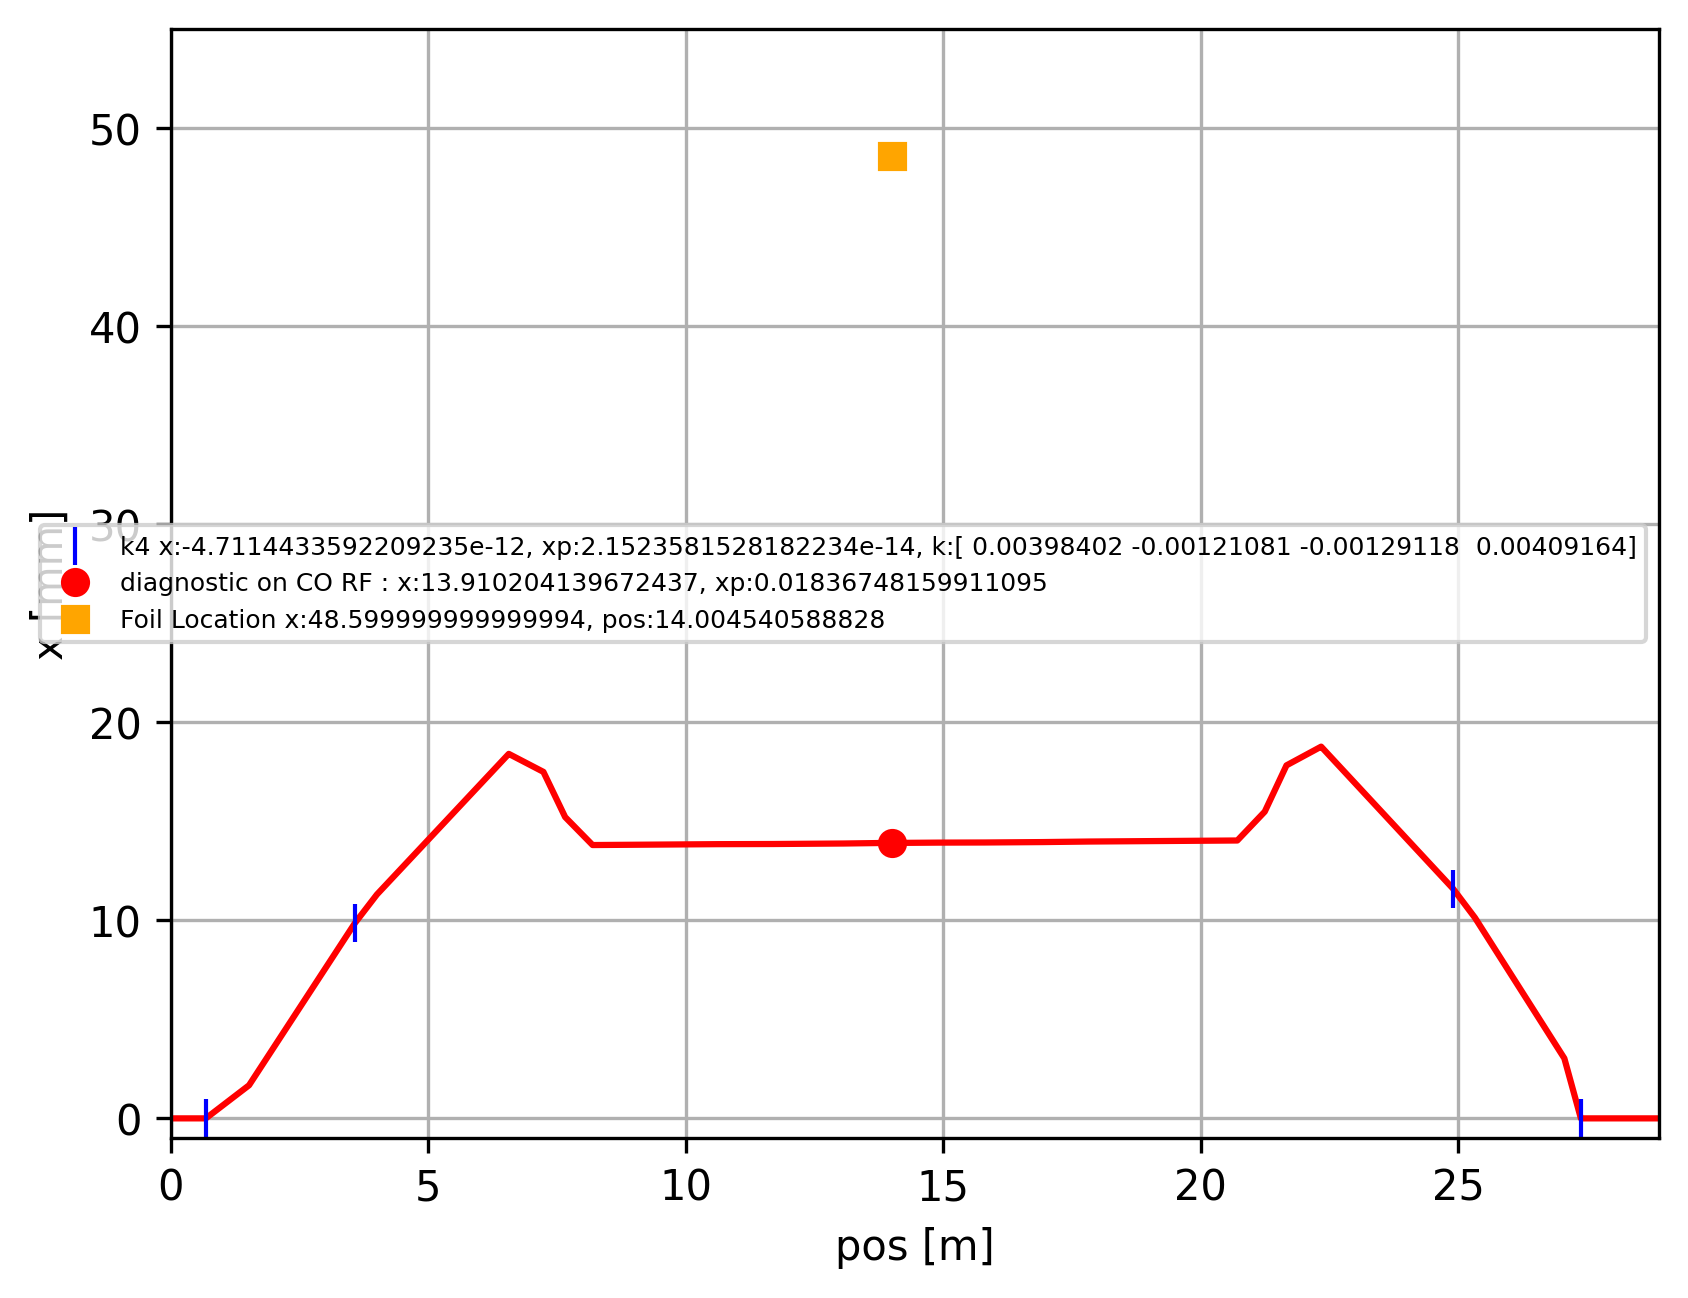 50
40
30
x [mm]
k4 x:-4.7114433592209235e-12, xp:2.1523581528182234e-14, k:[ 0.00398402 -0.00121081 -0.00129118  0.00409164]
diagnostic on CO RF : x:13.910204139672437, xp:0.01836748159911095
Foil Location x:48.599999999999994, pos:14.004540588828
20
10
0
0 5 10 15 20 25
pos [m]